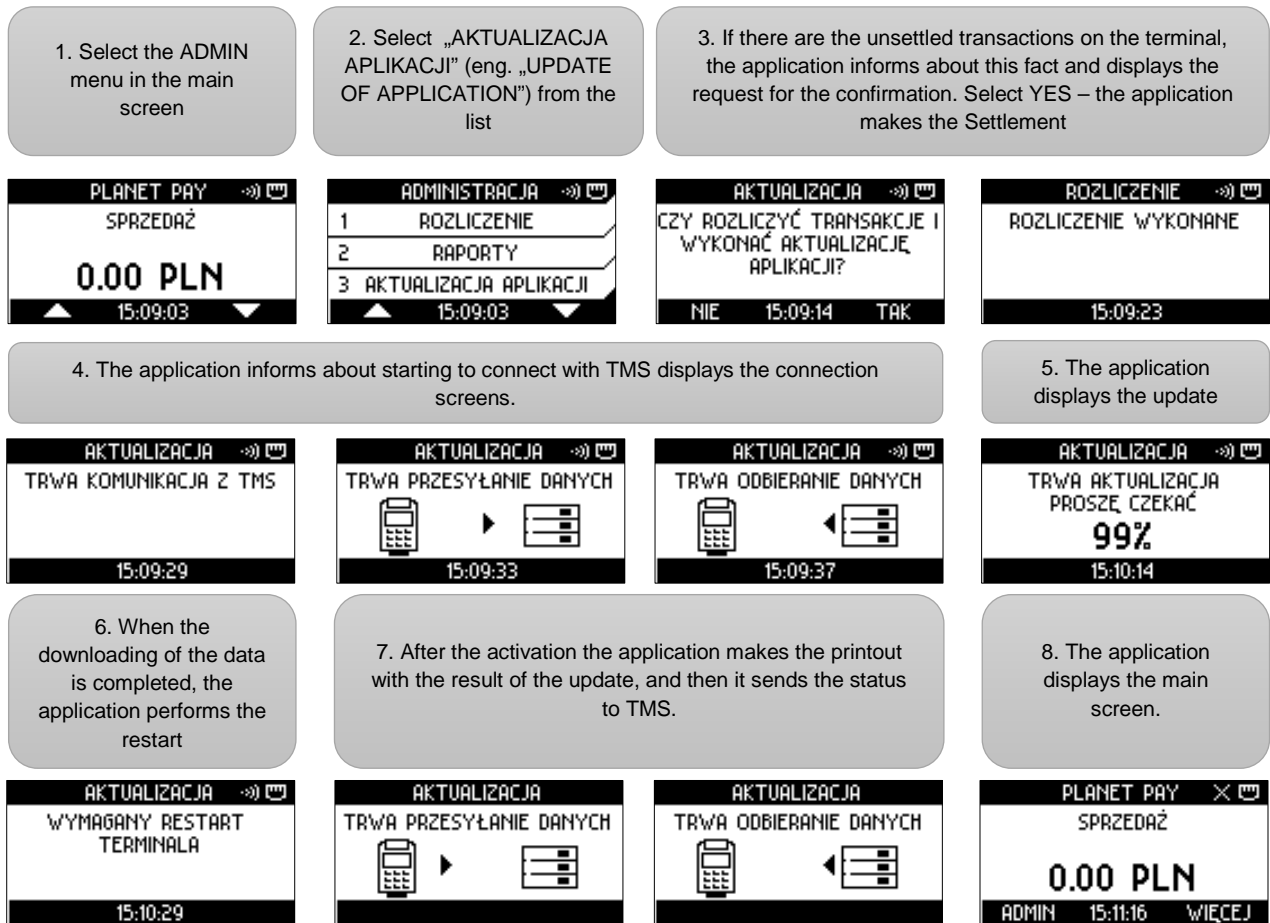 1. Select the ADMIN
menu in the main
screen
2. Select „AKTUALIZACJA
APLIKACJI” (eng. „UPDATE
OF APPLICATION”) from the
list
3. If there are the unsettled transactions on the terminal,
the application informs about this fact and displays the
request for the confirmation. Select YES – the application
makes the Settlement
PLANET PAY
SPRZEDAŻ
0.00 PLN
15:09:03
ADMINISTRACJA
1 ROZLICZENIE
2 RAPORTY
3 AKTUALIZACJA APLIKACJI
15:09:03
AKTUALIZACJA
CZY ROZLICZYĆ TRANSAKCJE I
WYKONAĆ AKTUALIZACJĘ
APLIKACJI?
NIE 15:09:14 TAK
ROZLICZENIE
ROZLICZENIE WYKONANE
15:09:23
4. The application informs about starting to connect with TMS displays the connection
screens.
5. The application
displays the update
AKTUALIZACJA
TRWA KOMUNIKACJA Z TMS
15:09:29
AKTUALIZACJA
TRWA PRZESYŁANIE DANYCH
15:09:33
AKTUALIZACJA
TRWA ODBIERANIE DANYCH
15:09:37
AKTUALIZACJA
TRWA AKTUALIZACJA
PROSZĘ CZEKAĆ
99%
15:10:14
6. When the
downloading of the data
is completed, the
application performs the
restart
7. After the activation the application makes the printout
with the result of the update, and then it sends the status
to TMS.
8. The application
displays the main
screen.
AKTUALIZACJA
WYMAGANY RESTART
TERMINALA
15:10:29
AKTUALIZACJA
TRWA PRZESYŁANIE DANYCH
AKTUALIZACJA
TRWA ODBIERANIE DANYCH
PLANET PAY
SPRZEDAŻ
0.00 PLN
ADMIN 15:11:16 WIĘCEJ